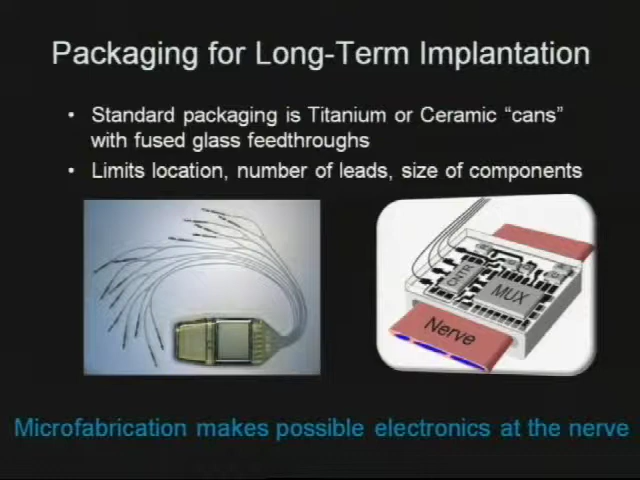 Packaging for Long-Term Implantation
• Standard packaging is Titanium or Ceramic “cans”
with fused glass feedthroughs
• Limits location, number of leads, size of components
CNTR
MUX
Nerve
Microfabrication makes possible electronics at the nerve